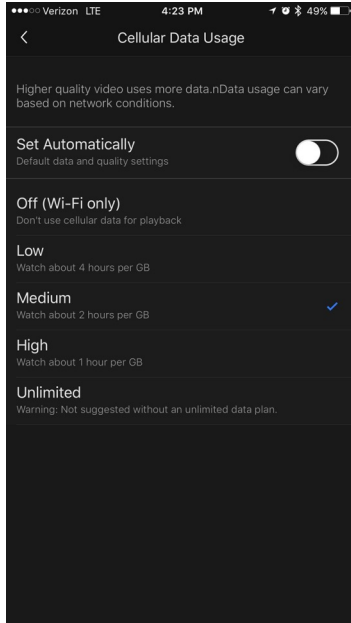 Verizon LTE 4:23 PM 49%
Cellular Data Usage
Higher quality video uses more data.nData usage can vary
based on network conditions.
Set Automatically
Default data and quality settings
Off (Wi-Fi only)
Don't use cellular data for playback
Low
Watch about 4 hours per GB
Medium
Watch about 2 hours per GB
High
Watch about 1 hour per GB
Unlimited
Warning: Not suggested without an unlimited data plan.